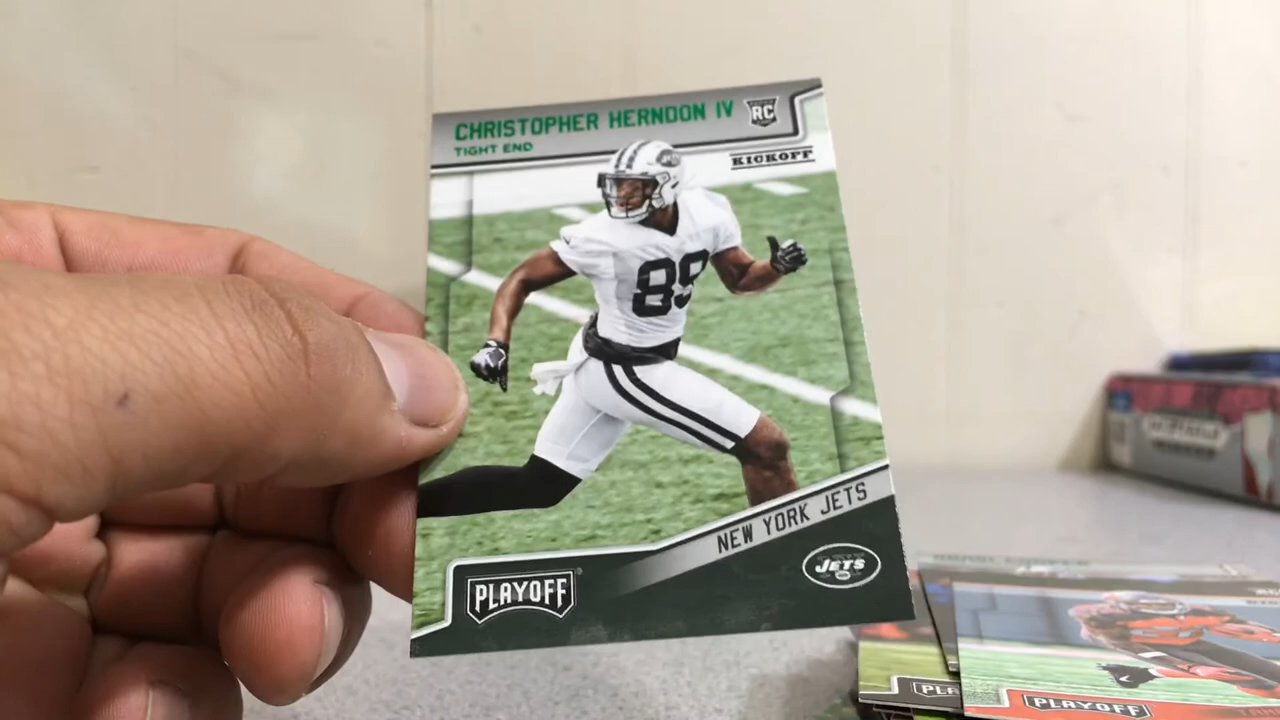 CHRISTOPHER HERNDON IV
RC
TIGHT END
KICKOFF
89
NEW YORK JETS
JETS
PLAYOFF
PLAYOFF